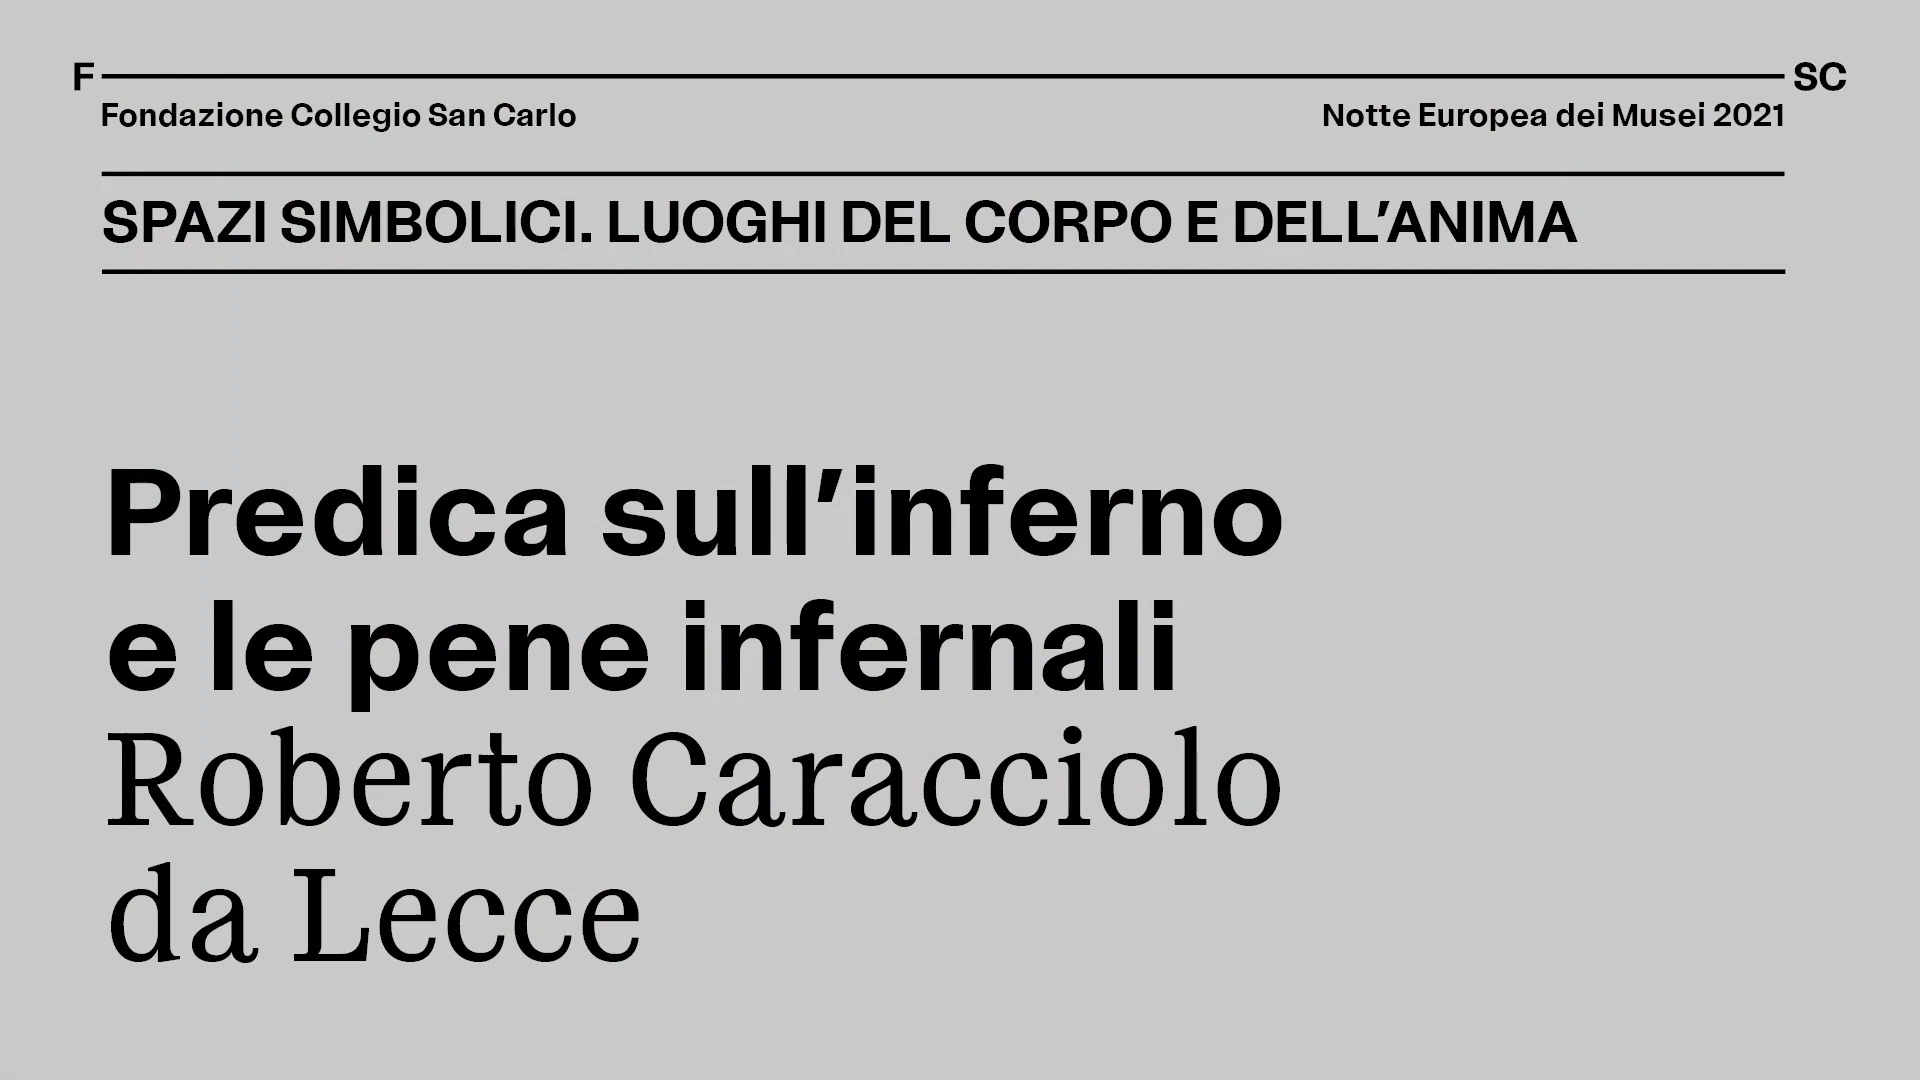 F SC
Fondazione Collegio San Carlo Notte Europea dei Musei 2021
SPAZI SIMBOLICI. LUOGHI DEL CORPO E DELL’ANIMA
Predica sull’inferno
e le pene infernali
Roberto Caracciolo
da Lecce